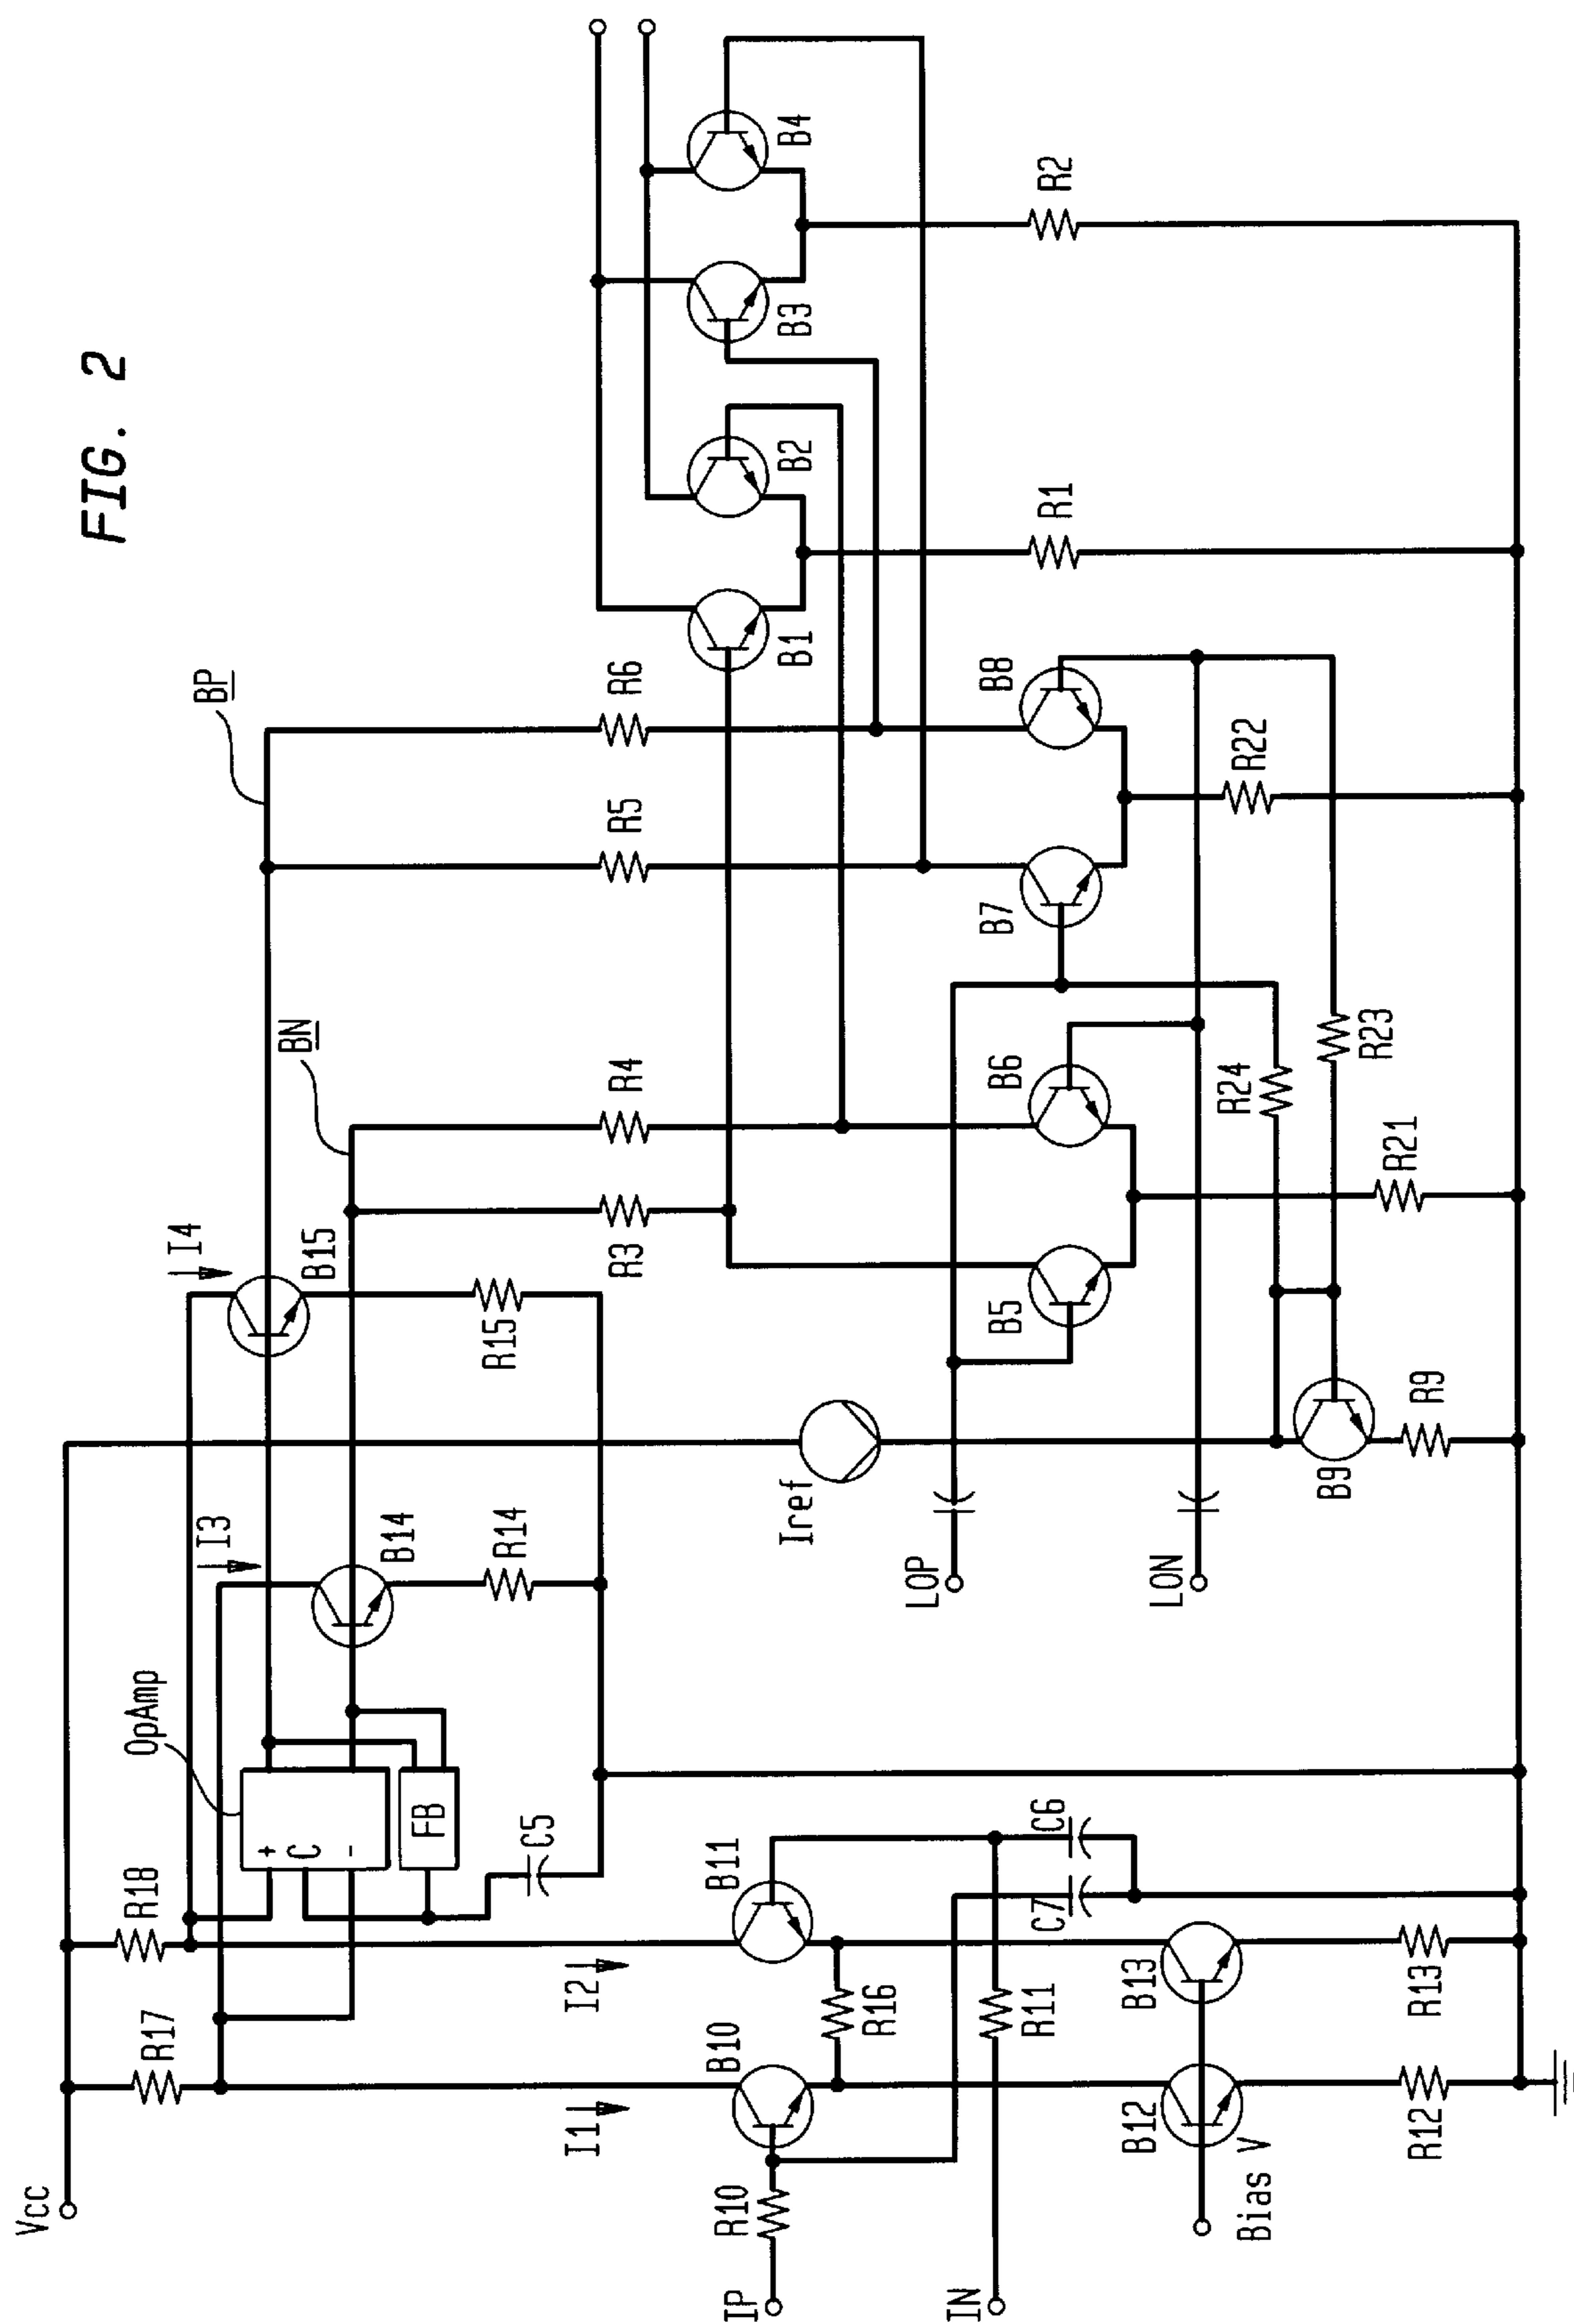 FIG. 2
Vcc
R17
R18
OpAmp
+
C
-
FB
C5
I3
B14
R14
I4
B15
R15
BN
BP
R3
R4
R5
R6
I1
I2
B10
B11
R10
IP
IN
R16
R11
C7
C6
B12
B13
Bias V
R12
R13
Iref
LOP
LON
B5
B6
B7
B8
B9
R9
R24
R23
R21
R22
B1
B2
B3
B4
R1
R2